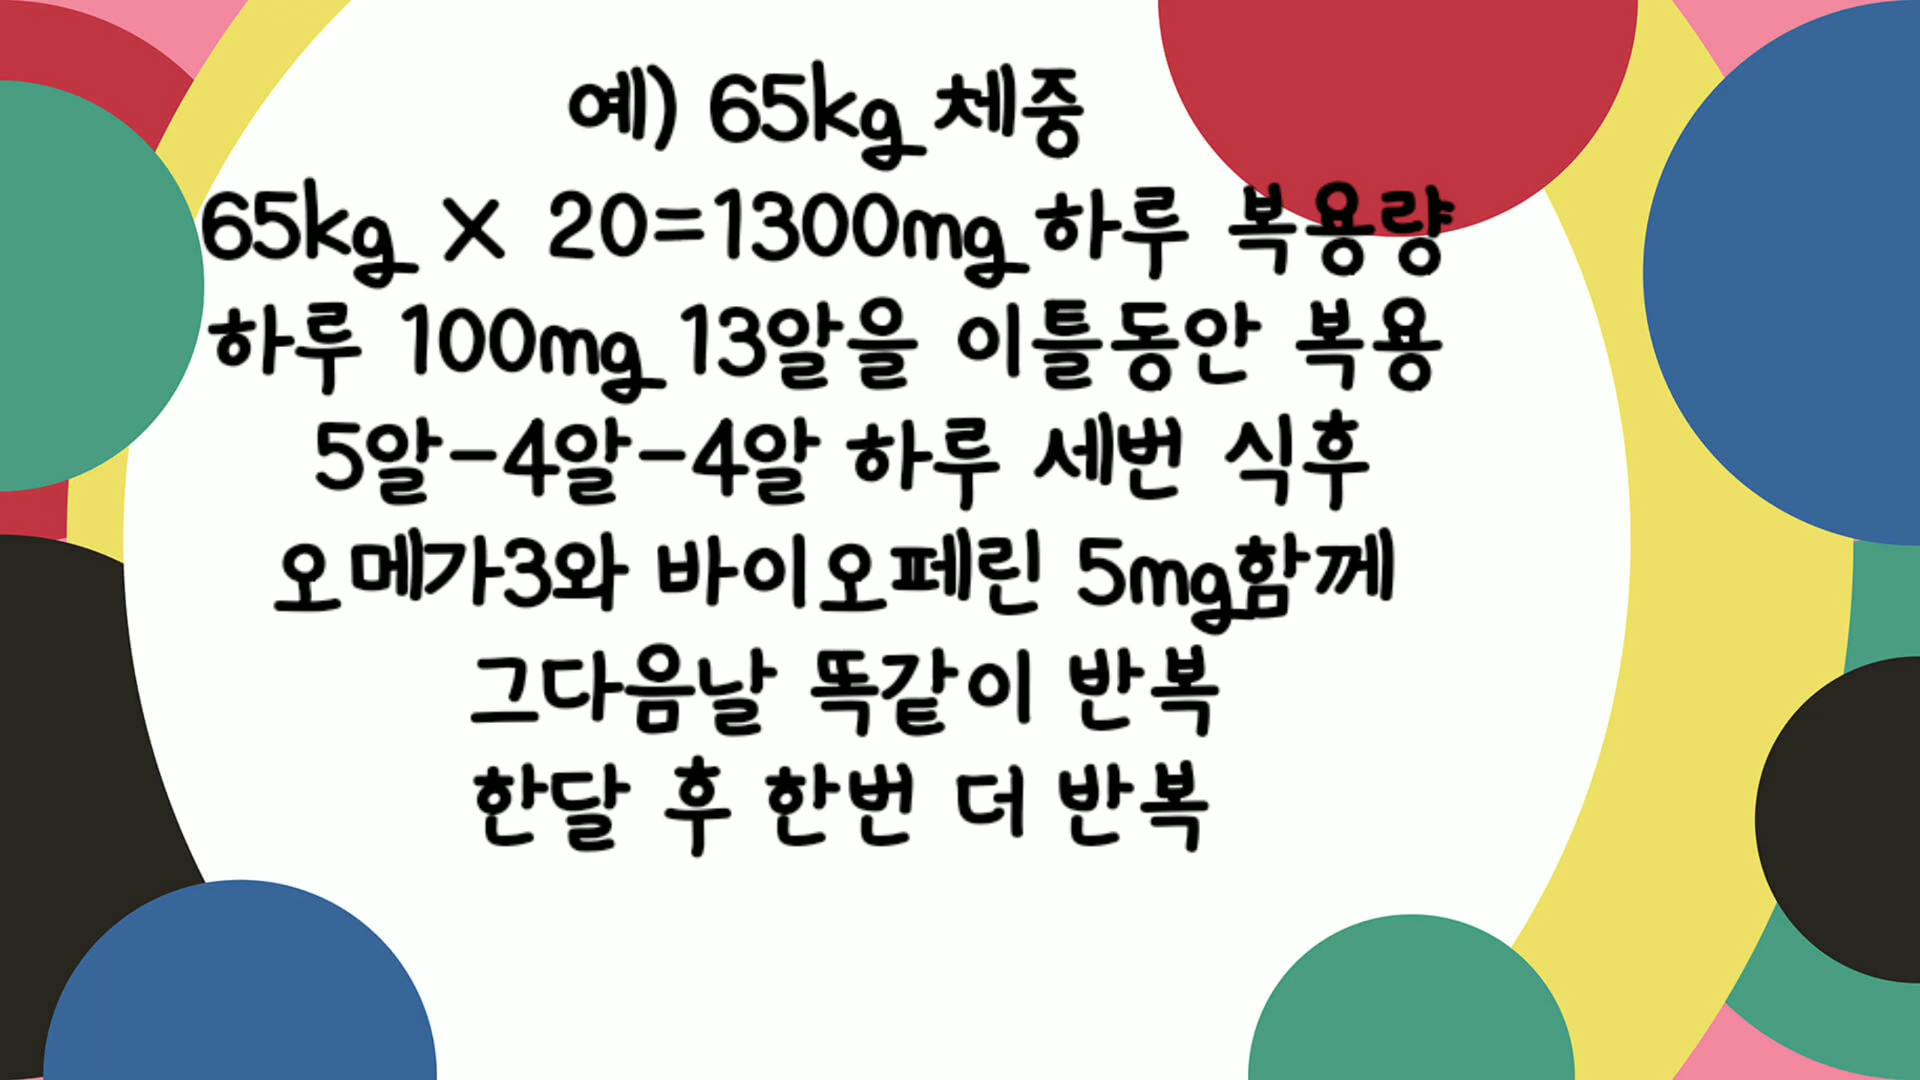 예) 65kg 체중
65kg × 20=1300mg 하루 복용량
하루 100mg 13알을 이틀동안 복용
5알-4알-4알 하루 세번 식후
오메가3와 바이오페린 5mg함께
그다음날 똑같이 반복
한달 후 한번 더 반복